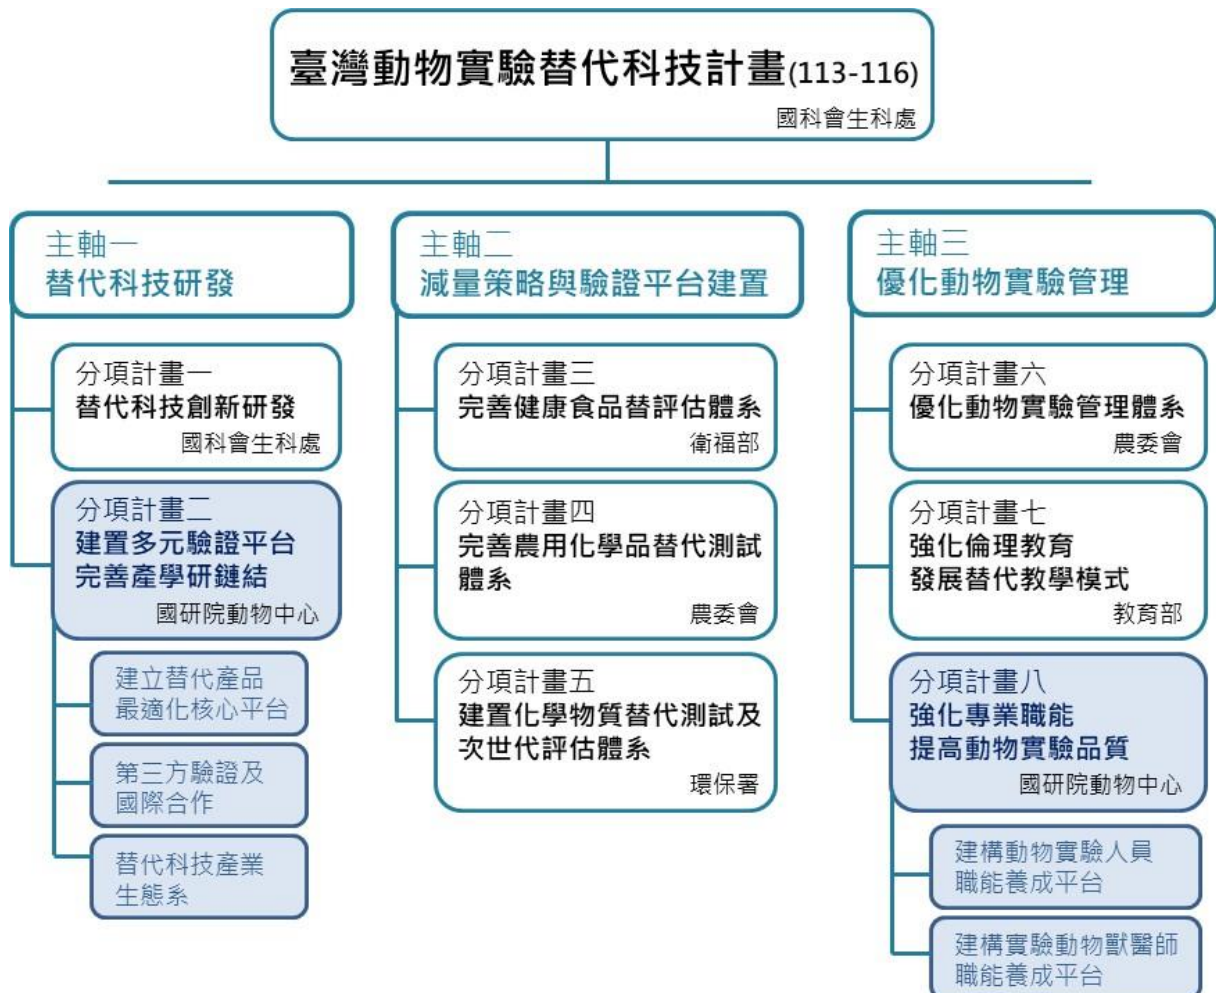 臺灣動物實驗替代科技計畫(113-116)
國科會生科處
主軸一
替代科技研發
分項計畫一
替代科技創新研發
國科會生科處
分項計畫二
建置多元驗證平台
完善產學研鏈結
國研院動物中心
建立替代產品
最適化核心平台
第三方驗證及
國際合作
替代科技產業
生態系
主軸二
減量策略與驗證平台建置
分項計畫三
完善健康食品替評估體系
衛福部
分項計畫四
完善農用化學品替代測試
體系
農委會
分項計畫五
建置化學物質替代測試及
次世代評估體系
環保署
主軸三
優化動物實驗管理
分項計畫六
優化動物實驗管理體系
農委會
分項計畫七
強化倫理教育
發展替代教學模式
教育部
分項計畫八
強化專業職能
提高動物實驗品質
國研院動物中心
建構動物實驗人員
職能養成平台
建構實驗動物獸醫師
職能養成平台